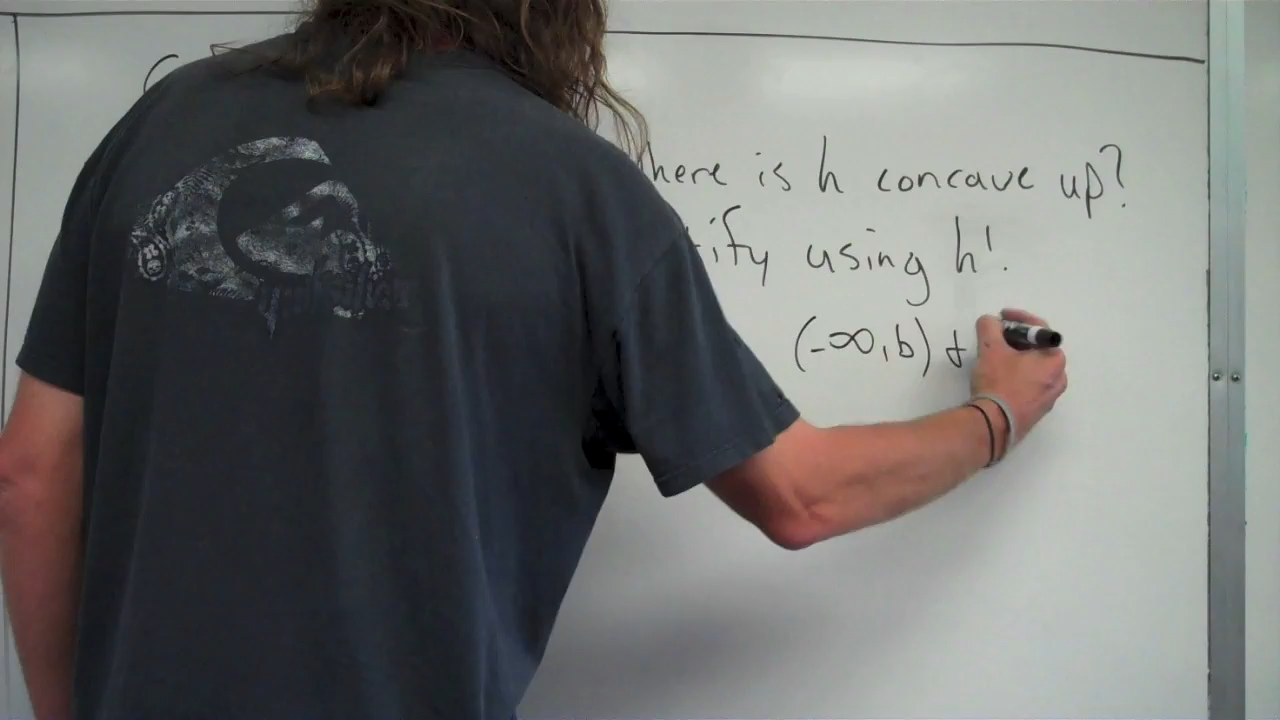 here is h concave up?
tify using h'.
(-∞,b) +